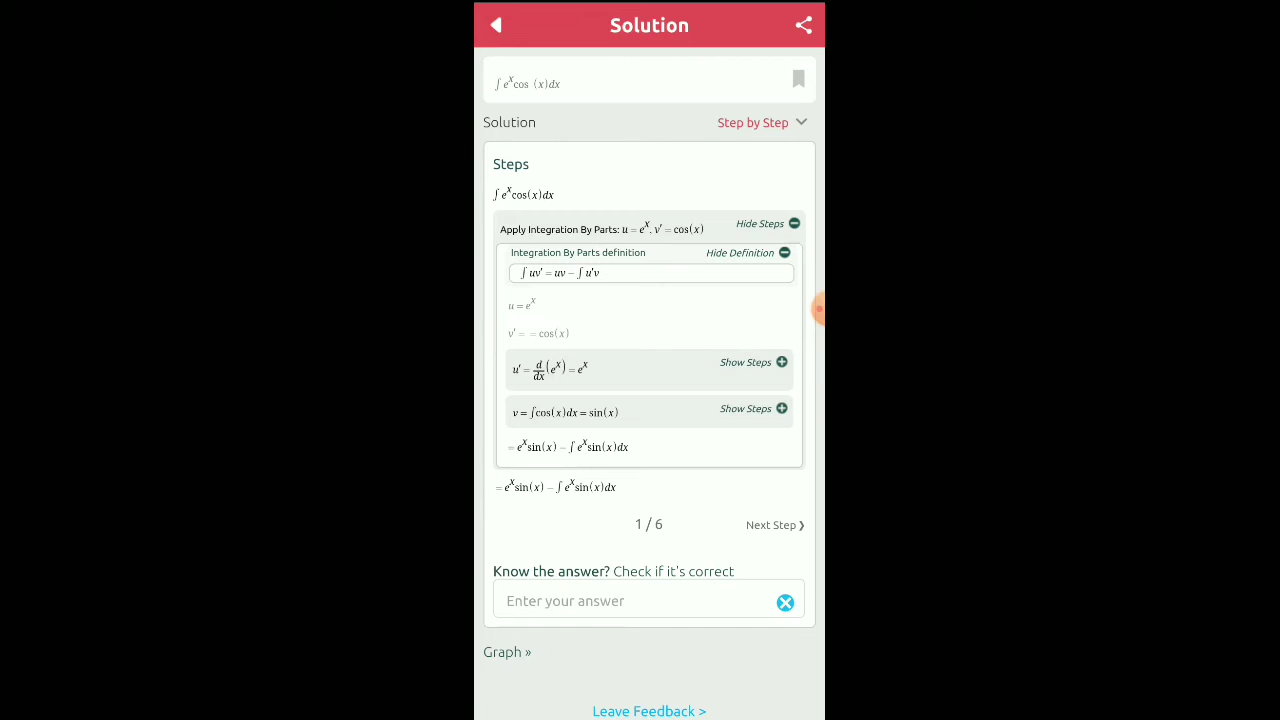 Solution
∫ e^x cos (x)dx
Solution
Step by Step
Steps
∫ e^x cos(x)dx
Apply Integration By Parts: u = e^x, v′ = cos(x)
Hide Steps
Integration By Parts definition
Hide Definition
∫ uv′ = uv − ∫ u′v
u = e^x
v′ = = cos(x)
u′ = d/dx (e^x) = e^x
Show Steps
v = ∫cos(x)dx = sin(x)
Show Steps
= e^x sin(x) − ∫ e^x sin(x)dx
= e^x sin(x) − ∫ e^x sin(x)dx
1 / 6
Next Step ❯
Know the answer? Check if it's correct
Enter your answer
Graph »
Leave Feedback >